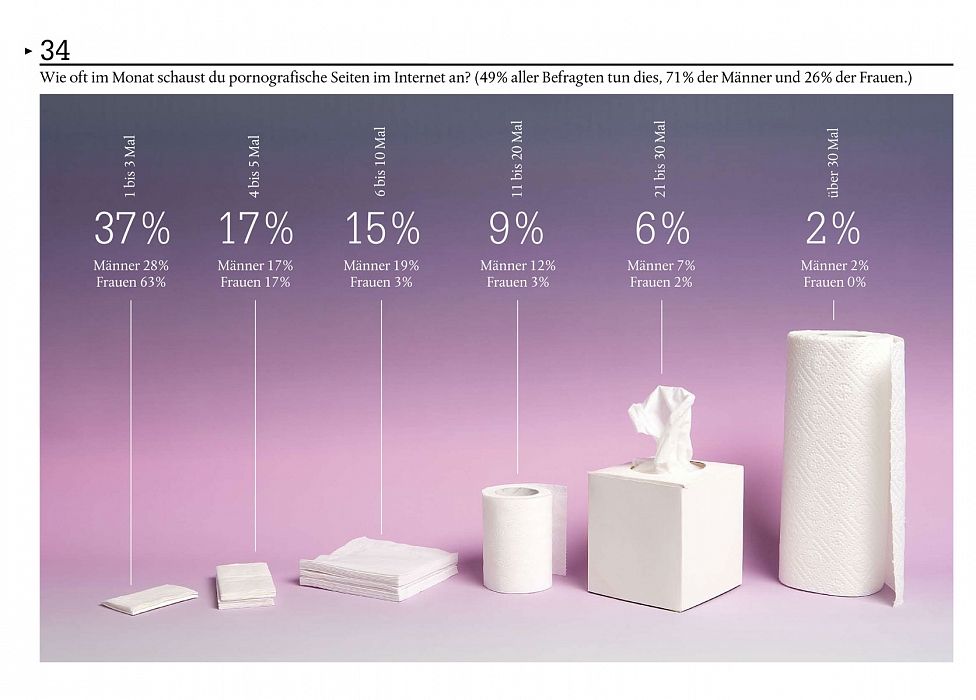 34
Wie oft im Monat schaust du pornografische Seiten im Internet an? (49% aller Befragten tun dies, 71% der Männer und 26% der Frauen.)
1 bis 3 Mal
37%
Männer 28%
Frauen 63%
4 bis 5 Mal
17%
Männer 17%
Frauen 17%
6 bis 10 Mal
15%
Männer 19%
Frauen 3%
11 bis 20 Mal
9%
Männer 12%
Frauen 3%
21 bis 30 Mal
6%
Männer 7%
Frauen 2%
über 30 Mal
2%
Männer 2%
Frauen 0%